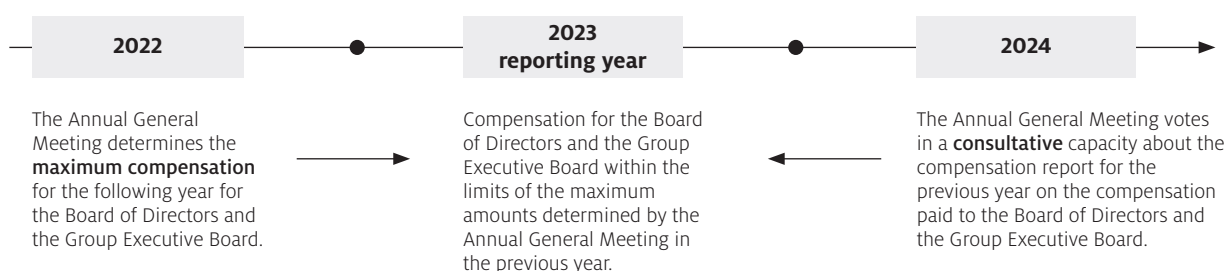 2022
2023
reporting year
2024
The Annual General
Meeting determines the
maximum compensation
for the following year for
the Board of Directors and
the Group Executive Board.
Compensation for the Board
of Directors and the Group
Executive Board within the
limits of the maximum
amounts determined by the
Annual General Meeting in
the previous year.
The Annual General Meeting votes
in a consultative capacity about the
compensation report for the
previous year on the compensation
paid to the Board of Directors and
the Group Executive Board.